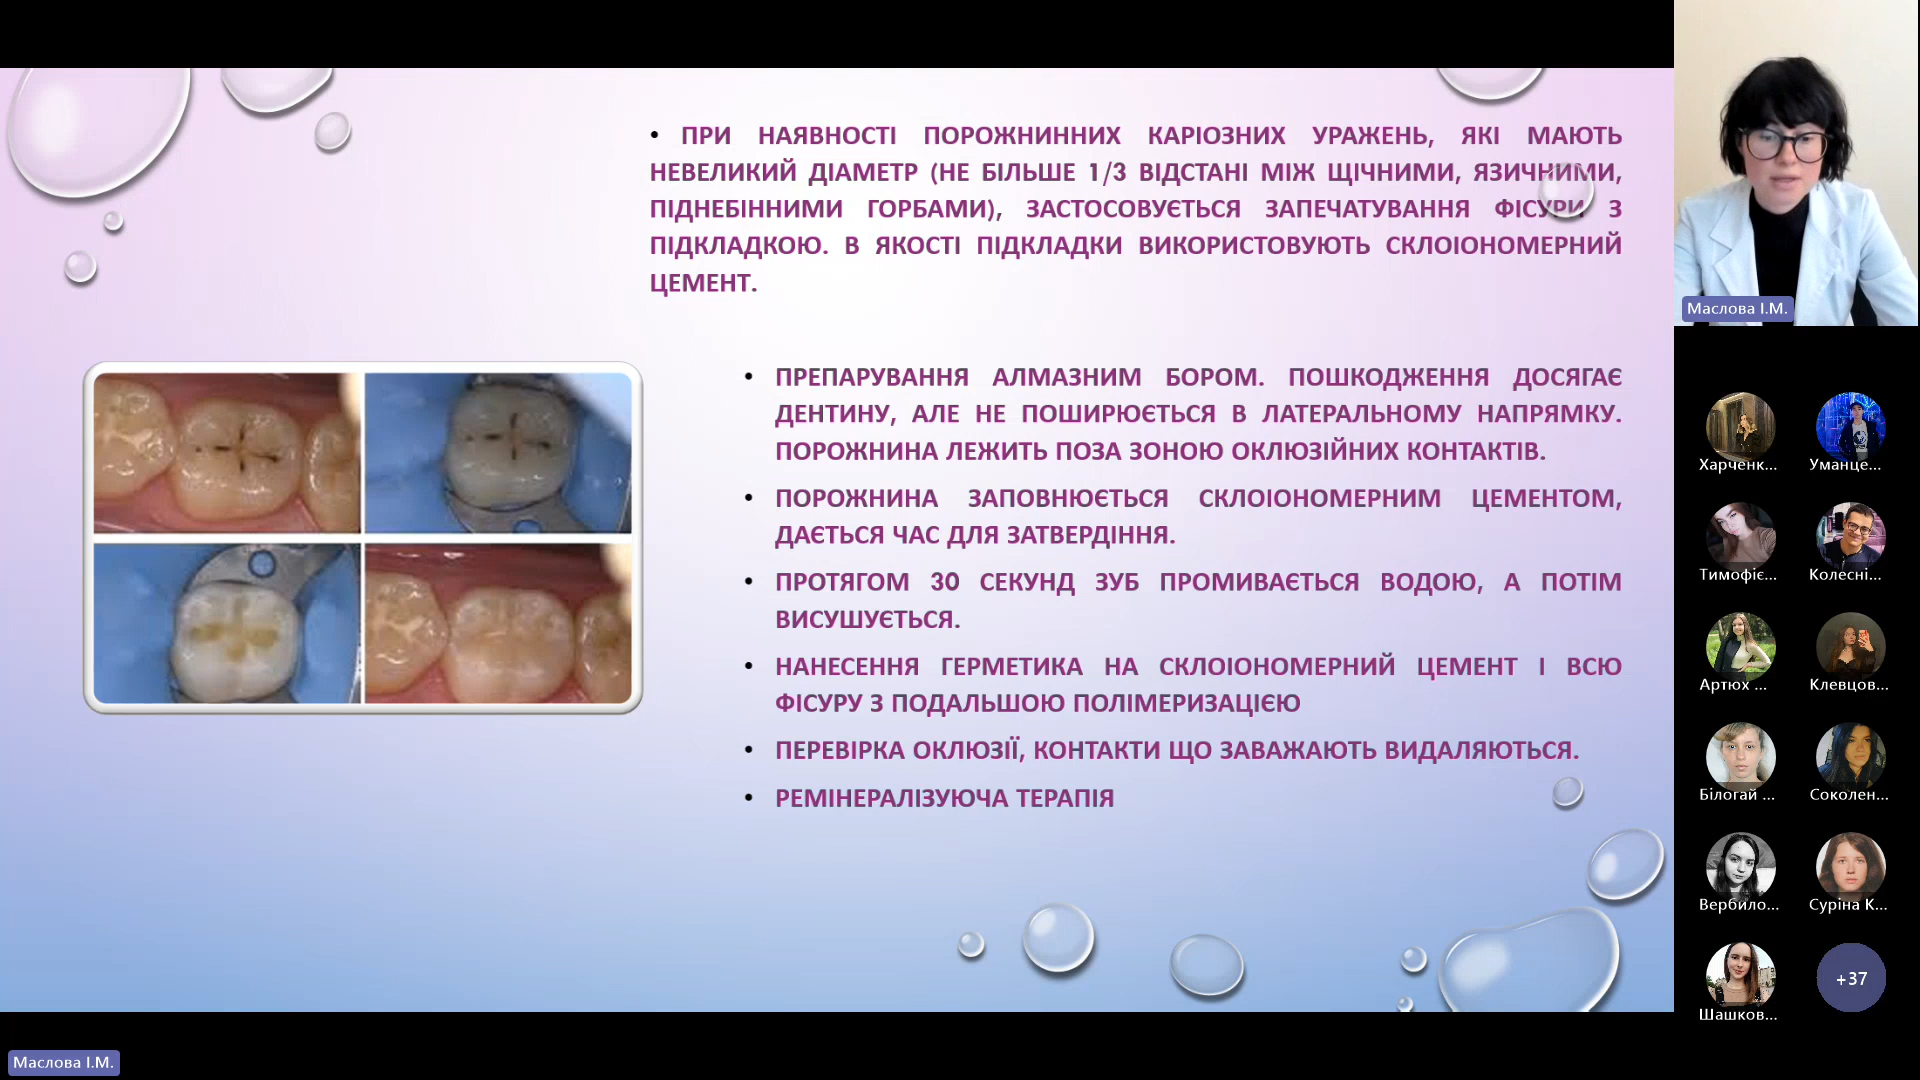 • ПРИ НАЯВНОСТІ ПОРОЖНИННИХ КАРІОЗНИХ УРАЖЕНЬ, ЯКІ МАЮТЬ
НЕВЕЛИКИЙ ДІАМЕТР (НЕ БІЛЬШЕ 1/3 ВІДСТАНІ МІЖ ЩІЧНИМИ, ЯЗИЧНИМИ,
ПІДНЕБІННИМИ ГОРБАМИ), ЗАСТОСОВУЄТЬСЯ ЗАПЕЧАТУВАННЯ ФІСУРИ З
ПІДКЛАДКОЮ. В ЯКОСТІ ПІДКЛАДКИ ВИКОРИСТОВУЮТЬ СКЛОІОНОМЕРНИЙ
ЦЕМЕНТ.
• ПРЕПАРУВАННЯ АЛМАЗНИМ БОРОМ. ПОШКОДЖЕННЯ ДОСЯГАЄ
ДЕНТИНУ, АЛЕ НЕ ПОШИРЮЄТЬСЯ В ЛАТЕРАЛЬНОМУ НАПРЯМКУ.
ПОРОЖНИНА ЛЕЖИТЬ ПОЗА ЗОНОЮ ОКЛЮЗІЙНИХ КОНТАКТІВ.
• ПОРОЖНИНА ЗАПОВНЮЄТЬСЯ СКЛОІОНОМЕРНИМ ЦЕМЕНТОМ,
ДАЄТЬСЯ ЧАС ДЛЯ ЗАТВЕРДІННЯ.
• ПРОТЯГОМ 30 СЕКУНД ЗУБ ПРОМИВАЄТЬСЯ ВОДОЮ, А ПОТІМ
ВИСУШУЄТЬСЯ.
• НАНЕСЕННЯ ГЕРМЕТИКА НА СКЛОІОНОМЕРНИЙ ЦЕМЕНТ І ВСЮ
ФІСУРУ З ПОДАЛЬШОЮ ПОЛІМЕРИЗАЦІЄЮ
• ПЕРЕВІРКА ОКЛЮЗІЇ, КОНТАКТИ ЩО ЗАВАЖАЮТЬ ВИДАЛЯЮТЬСЯ.
• РЕМІНЕРАЛІЗУЮЧА ТЕРАПІЯ
Маслова І.М.
Харченк...
Уманце...
Тимофіє...
Колесні...
Артюх ...
Клевцов...
Білогай ...
Соколен...
Вербило...
Суріна К...
Шашков...
+37
Маслова І.М.